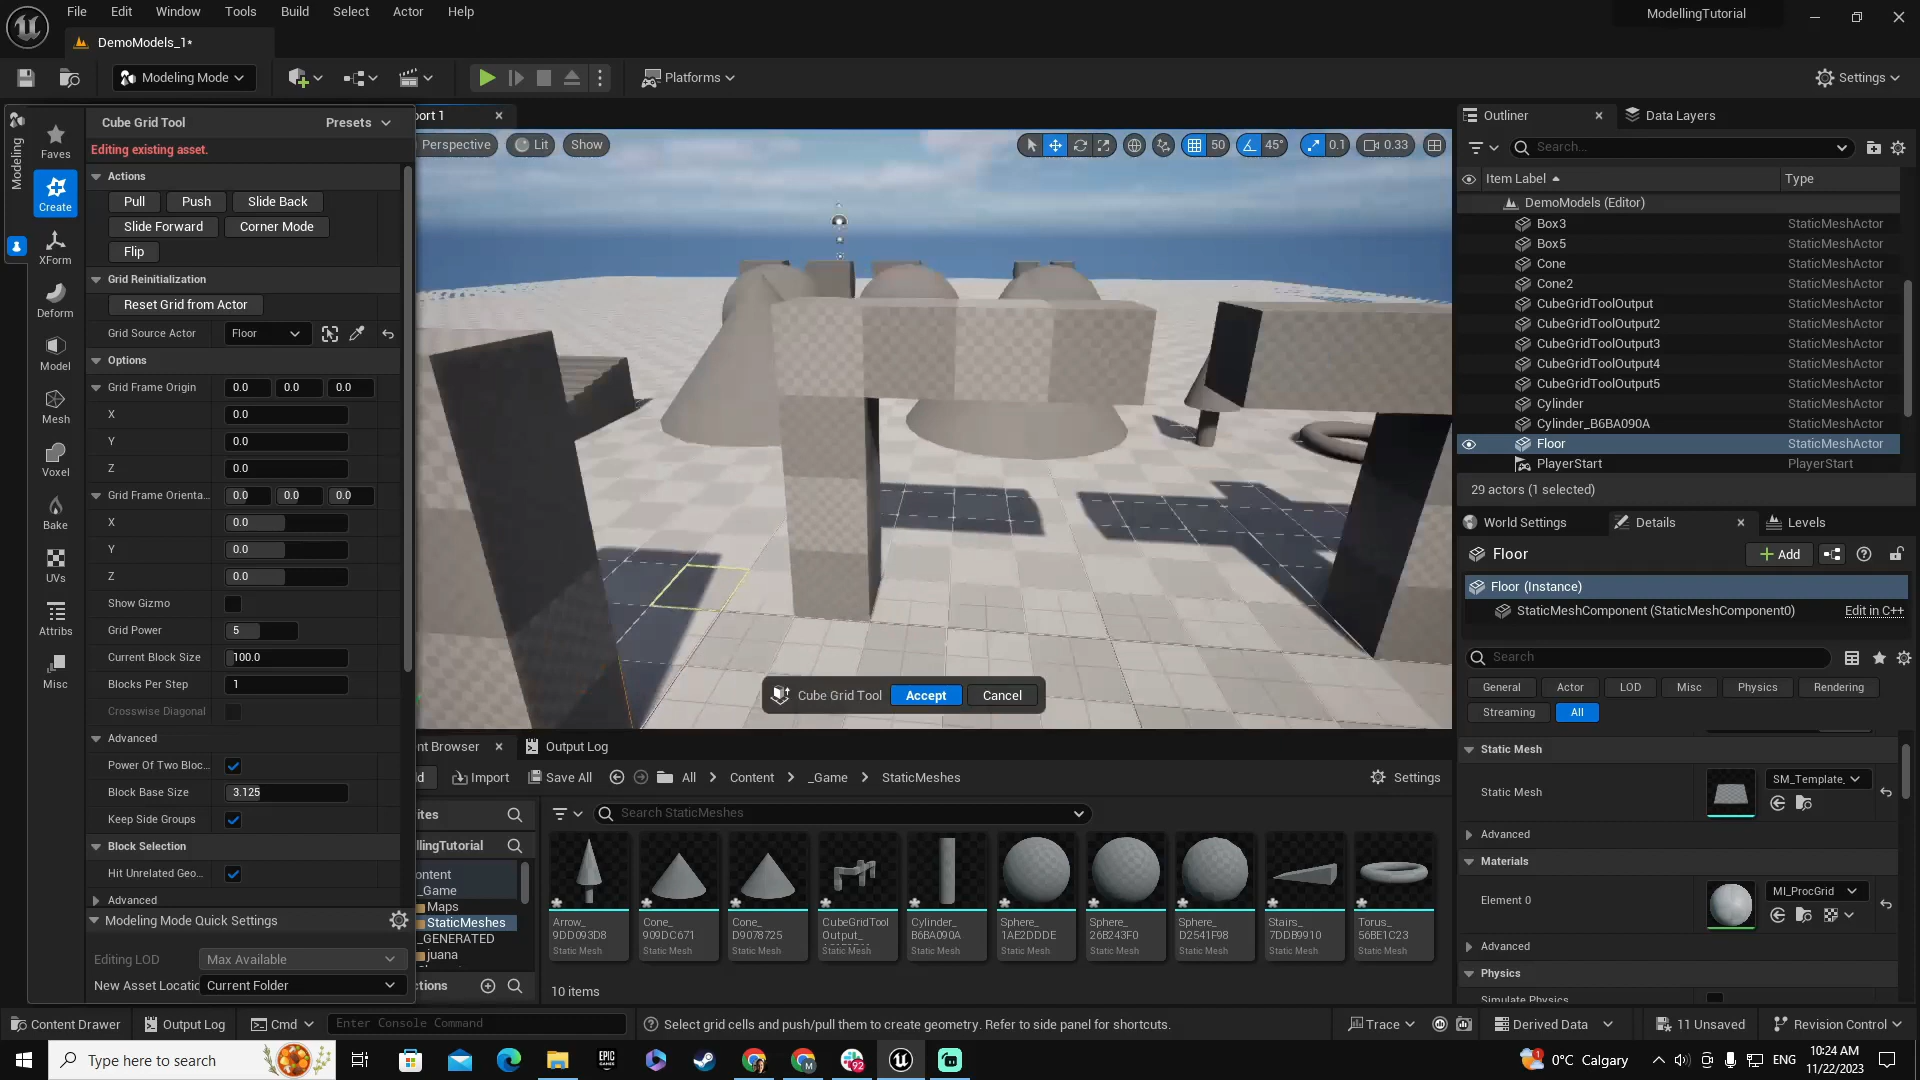 File Edit Window Tools Build Select Actor Help
ModellingTutorial
DemoModels_1*
Modeling Mode
Platforms
Settings
Modeling
Faves
Create
XForm
Deform
Model
Mesh
Voxel
Bake
UVs
Attribs
Misc
Cube Grid Tool
Presets
Editing existing asset.
Actions
Pull Push Slide Back
Slide Forward Corner Mode
Flip
Grid Reinitialization
Reset Grid from Actor
Grid Source Actor Floor
Options
Grid Frame Origin 0.0 0.0 0.0
X 0.0
Y 0.0
Z 0.0
Grid Frame Orienta... 0.0 0.0 0.0
X 0.0
Y 0.0
Z 0.0
Show Gizmo
Grid Power 5
Current Block Size 100.0
Blocks Per Step 1
Crosswise Diagonal
Advanced
Power Of Two Bloc...
Block Base Size 3.125
Keep Side Groups
Block Selection
Hit Unrelated Geo...
Advanced
Modeling Mode Quick Settings
Editing LOD Max Available
New Asset Locatio Current Folder
port 1
Perspective Lit Show
50 45° 0.1 0.33
Cube Grid Tool Accept Cancel
nt Browser Output Log
d Import Save All All Content _Game StaticMeshes Settings
ites
Search StaticMeshes
llingTutorial
ontent
_Game
Maps
StaticMeshes
_GENERATED
juana
ctions
Arrow_
9DD093D8
Static Mesh
Cone_
909DC671
Static Mesh
Cone_
D9078725
Static Mesh
CubeGridTool
Output_
Static Mesh
Cylinder_
B6BA090A
Static Mesh
Sphere_
1AE2DDDE
Static Mesh
Sphere_
26B243F0
Static Mesh
Sphere_
D2541F98
Static Mesh
Stairs_
7DDB9910
Static Mesh
Torus_
56BE1C23
Static Mesh
10 items
Outliner Data Layers
Search...
Item Label Type
DemoModels (Editor)
Box3 StaticMeshActor
Box5 StaticMeshActor
Cone StaticMeshActor
Cone2 StaticMeshActor
CubeGridToolOutput StaticMeshActor
CubeGridToolOutput2 StaticMeshActor
CubeGridToolOutput3 StaticMeshActor
CubeGridToolOutput4 StaticMeshActor
CubeGridToolOutput5 StaticMeshActor
Cylinder StaticMeshActor
Cylinder_B6BA090A StaticMeshActor
Floor StaticMeshActor
PlayerStart PlayerStart
29 actors (1 selected)
World Settings Details Levels
Floor Add
Floor (Instance)
StaticMeshComponent (StaticMeshComponent0) Edit in C++
Search
General Actor LOD Misc Physics Rendering
Streaming All
Static Mesh
Static Mesh SM_Template_
Advanced
Materials
Element 0 MI_ProcGrid
Advanced
Physics
Simulate Physics
Content Drawer Output Log Cmd Enter Console Command Select grid cells and push/pull them to create geometry. Refer to side panel for shortcuts. Trace Derived Data 11 Unsaved Revision Control
Type here to search
EPIC
GAMES
92
1
0°C Calgary
ENG
10:24 AM
11/22/2023